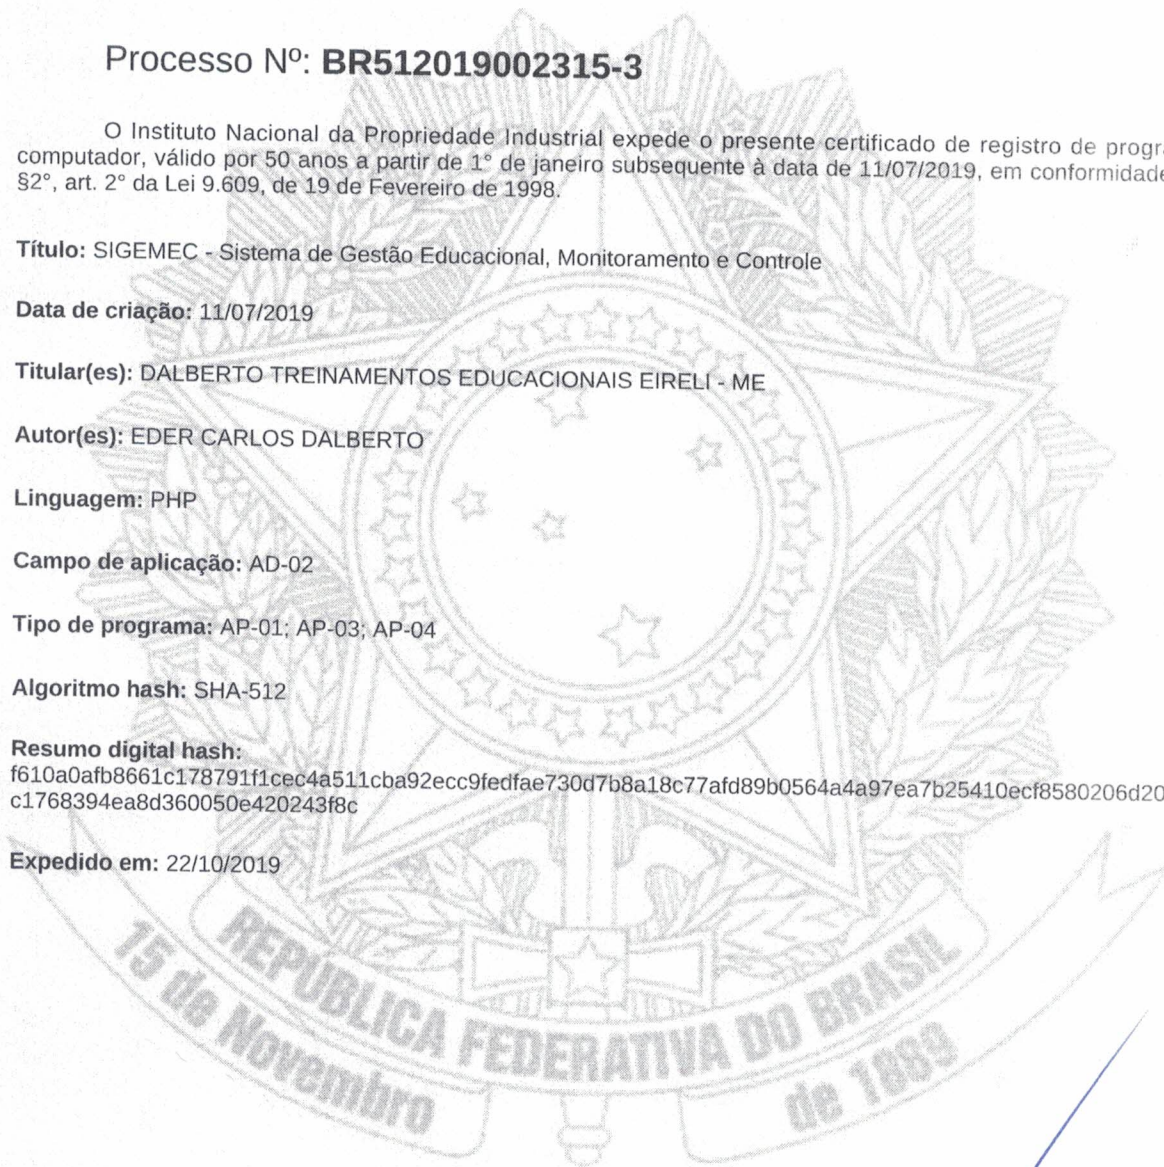 Processo Nº: BR512019002315-3
O Instituto Nacional da Propriedade Industrial expede o presente certificado de registro de progr
computador, válido por 50 anos a partir de 1° de janeiro subsequente à data de 11/07/2019, em conformidade
§2°, art. 2° da Lei 9.609, de 19 de Fevereiro de 1998.
Título: SIGEMEC - Sistema de Gestão Educacional, Monitoramento e Controle
Data de criação: 11/07/2019
Titular(es): DALBERTO TREINAMENTOS EDUCACIONAIS EIRELI - ME
Autor(es): EDER CARLOS DALBERTO
Linguagem: PHP
Campo de aplicação: AD-02
Tipo de programa: AP-01; AP-03; AP-04
Algoritmo hash: SHA-512
Resumo digital hash:
f610a0afb8661c178791f1cec4a511cba92ecc9fedfae730d7b8a18c77afd89b0564a4a97ea7b25410ecf8580206d20
c1768394ea8d360050e420243f8c
Expedido em: 22/10/2019
REPUBLICA FEDERATIVA DO BRASIL
15 de Novembro de 1889